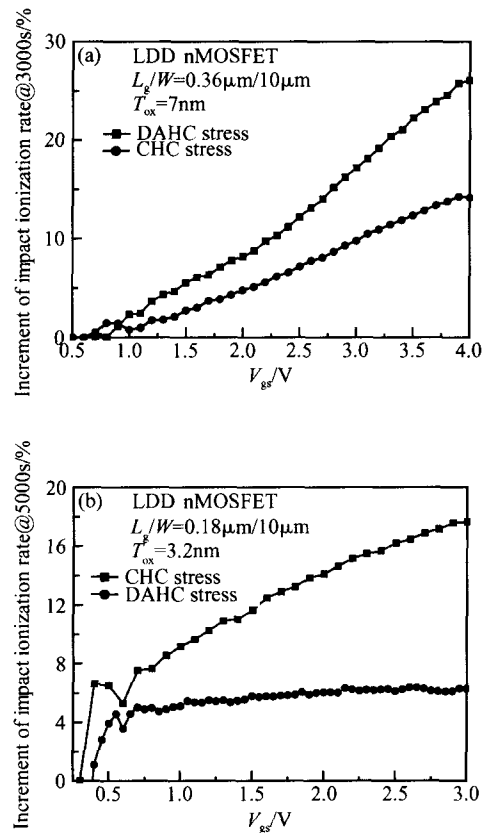 Increment of impact ionization rate@3000s/%
30
20
10
0
(a)
LDD nMOSFET
Lg/W=0.36μm/10μm
Tox=7nm
DAHC stress
CHC stress
0.5 1.0 1.5 2.0 2.5 3.0 3.5 4.0
Vgs/V
Increment of impact ionization rate@5000s/%
20
16
12
8
4
0
(b)
LDD nMOSFET
Lg/W=0.18μm/10μm
Tox=3.2nm
CHC stress
DAHC stress
0.5 1.0 1.5 2.0 2.5 3.0
Vgs/V